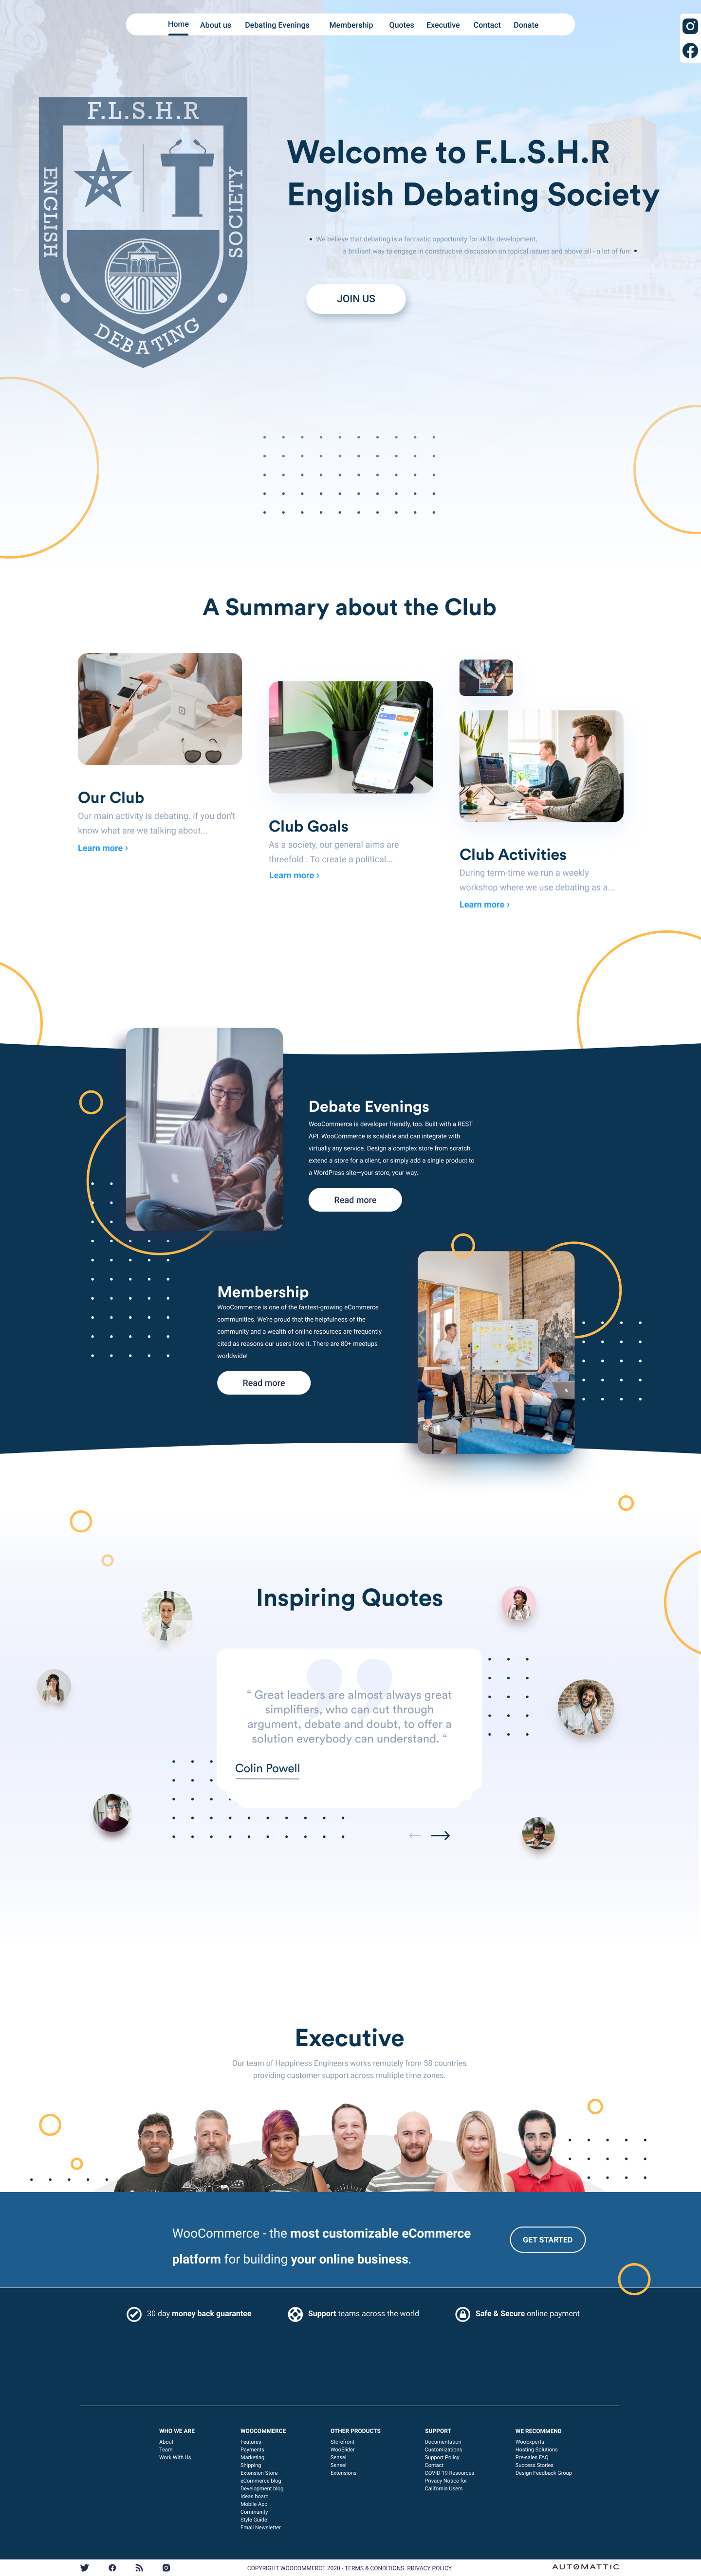 Home About us Debating Evenings Membership Quotes Executive Contact Donate
F.L.S.H.R
ENGLISH
SOCIETY
DEBATING
Welcome to F.L.S.H.R
English Debating Society
• We believe that debating is a fantastic opportunity for skills development,
a brilliant way to engage in constructive discussion on topical issues and above all - a lot of fun! •
JOIN US
A Summary about the Club
Our Club
Our main activity is debating. If you don't
know what are we talking about...
Learn more ›
Club Goals
As a society, our general aims are
threefold : To create a political...
Learn more ›
Club Activities
During term-time we run a weekly
workshop where we use debating as a...
Learn more ›
Debate Evenings
WooCommerce is developer friendly, too. Built with a REST
API, WooCommerce is scalable and can integrate with
virtually any service. Design a complex store from scratch,
extend a store for a client, or simply add a single product to
a WordPress site—your store, your way.
Read more
Membership
WooCommerce is one of the fastest-growing eCommerce
communities. We're proud that the helpfulness of the
community and a wealth of online resources are frequently
cited as reasons our users love it. There are 80+ meetups
worldwide!
Read more
Inspiring Quotes
“ Great leaders are almost always great
simplifiers, who can cut through
argument, debate and doubt, to offer a
solution everybody can understand. “
Colin Powell
Executive
Our team of Happiness Engineers works remotely from 58 countries
providing customer support across multiple time zones.
WooCommerce - the most customizable eCommerce
platform for building your online business.
GET STARTED
30 day money back guarantee
Support teams across the world
Safe & Secure online payment
WHO WE ARE
About
Team
Work With Us
WOOCOMMERCE
Features
Payments
Marketing
Shipping
Extension Store
eCommerce blog
Development blog
Ideas board
Mobile App
Community
Style Guide
Email Newsletter
OTHER PRODUCTS
Storefront
WooSlider
Sensei
Sensei
Extensions
SUPPORT
Documentation
Customizations
Support Policy
Contact
COVID-19 Resources
Privacy Notice for
California Users
WE RECOMMEND
WooExperts
Hosting Solutions
Pre-sales FAQ
Success Stories
Design Feedback Group
COPYRIGHT WOOCOMMERCE 2020 - TERMS & CONDITIONS PRIVACY POLICY
AUTOMATTIC